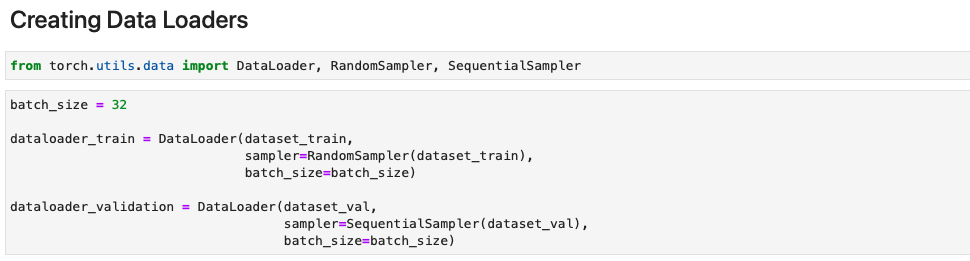 Creating Data Loaders
from torch.utils.data import DataLoader, RandomSampler, SequentialSampler
batch_size = 32
dataloader_train = DataLoader(dataset_train,
                              sampler=RandomSampler(dataset_train),
                              batch_size=batch_size)
dataloader_validation = DataLoader(dataset_val,
                                   sampler=SequentialSampler(dataset_val),
                                   batch_size=batch_size)